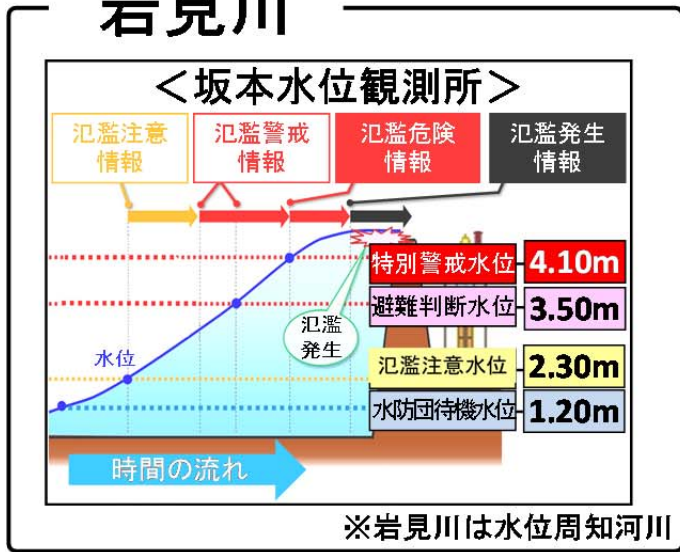 岩見川
＜坂本水位観測所＞
氾濫注意
情報
氾濫警戒
情報
氾濫危険
情報
氾濫発生
情報
特別警戒水位 4.10m
避難判断水位 3.50m
氾濫
発生
水位
氾濫注意水位 2.30m
水防団待機水位 1.20m
時間の流れ
※岩見川は水位周知河川